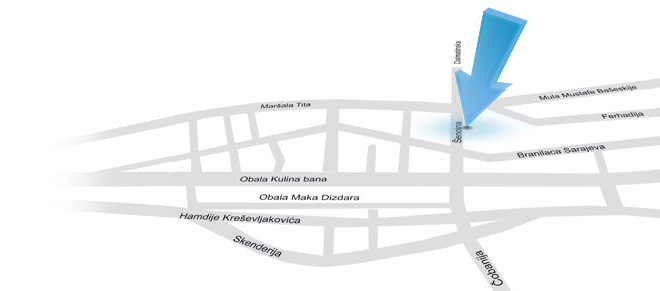 Dalmatinska
Mula Mustafe Bašeskije
Maršala Tita
Ferhadija
Šenoina
Branilaca Sarajeva
Obala Kulina bana
Obala Maka Dizdara
Hamdije Kreševljakovića
Skenderija
Čobanija